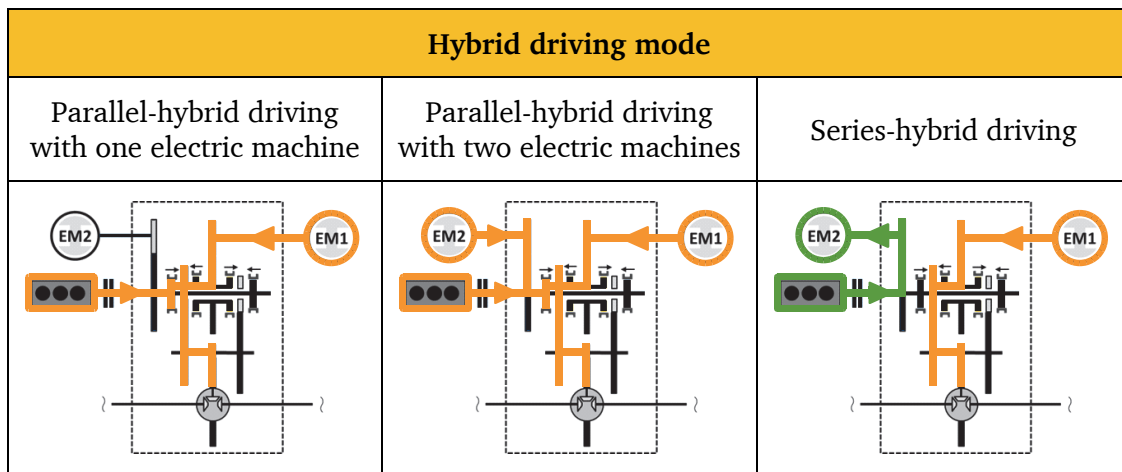 Hybrid driving mode
Parallel-hybrid driving
with one electric machine
Parallel-hybrid driving
with two electric machines
Series-hybrid driving
EM2
EM1
EM2
EM1
EM2
EM1